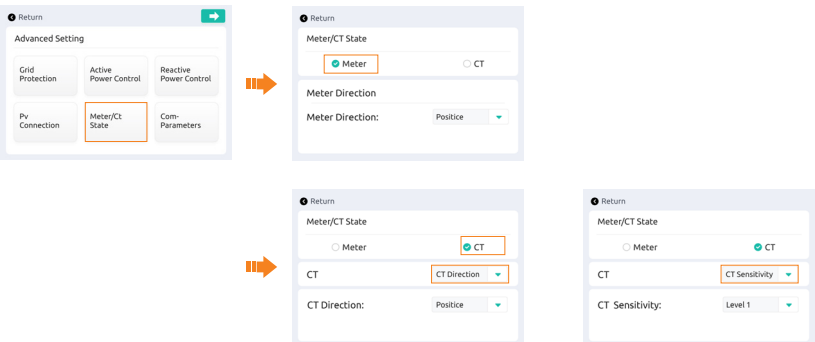 Return
Advanced Setting
Grid
Protection
Active
Power Control
Reactive
Power Control
Pv
Connection
Meter/Ct
State
Com-
Parameters
Return
Meter/CT State
Meter
CT
Meter Direction
Meter Direction:
Positice
Return
Meter/CT State
Meter
CT
CT
CT Direction
CT Direction:
Positice
Return
Meter/CT State
Meter
CT
CT
CT Sensitivity
CT Sensitivity:
Level 1